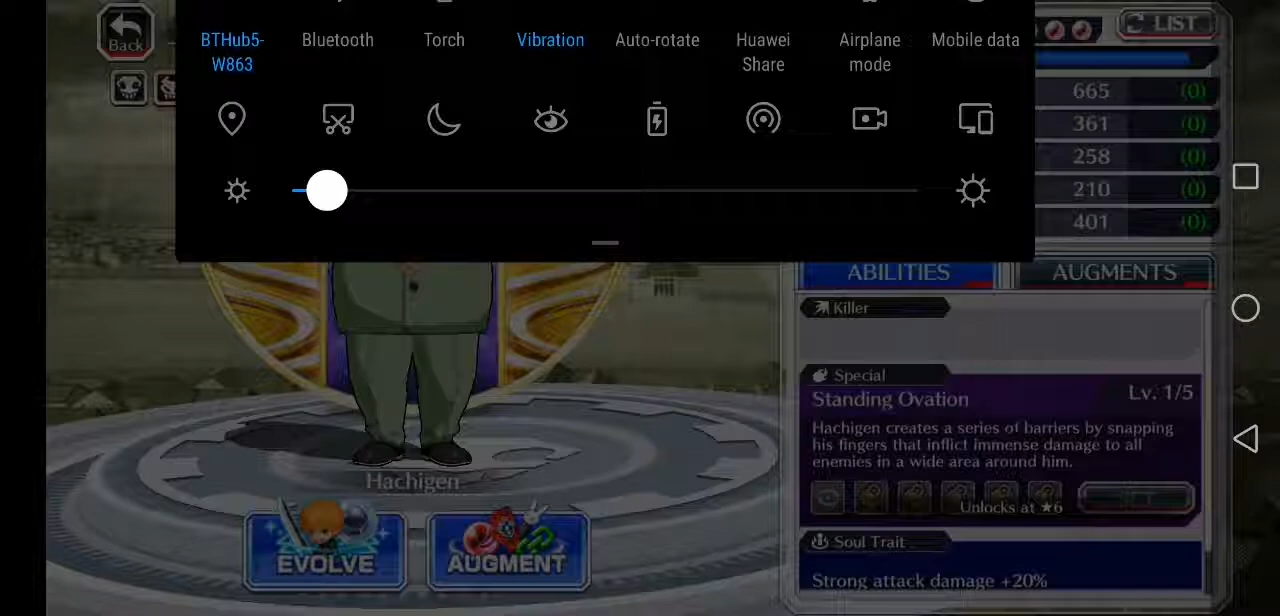 Back
BTHub5-
W863
Bluetooth
Torch
Vibration
Auto-rotate
Huawei
Share
Airplane
mode
Mobile data
LIST
665 (0)
361 (0)
258 (0)
210 (0)
401 (0)
ABILITIES
AUGMENTS
Killer
Special
Standing Ovation
Lv. 1/5
Hachigen creates a series of barriers by snapping
his fingers that inflict immense damage to all
enemies in a wide area around him.
Unlocks at ★6
Soul Trait
Strong attack damage +20%
Hachigen
EVOLVE
AUGMENT